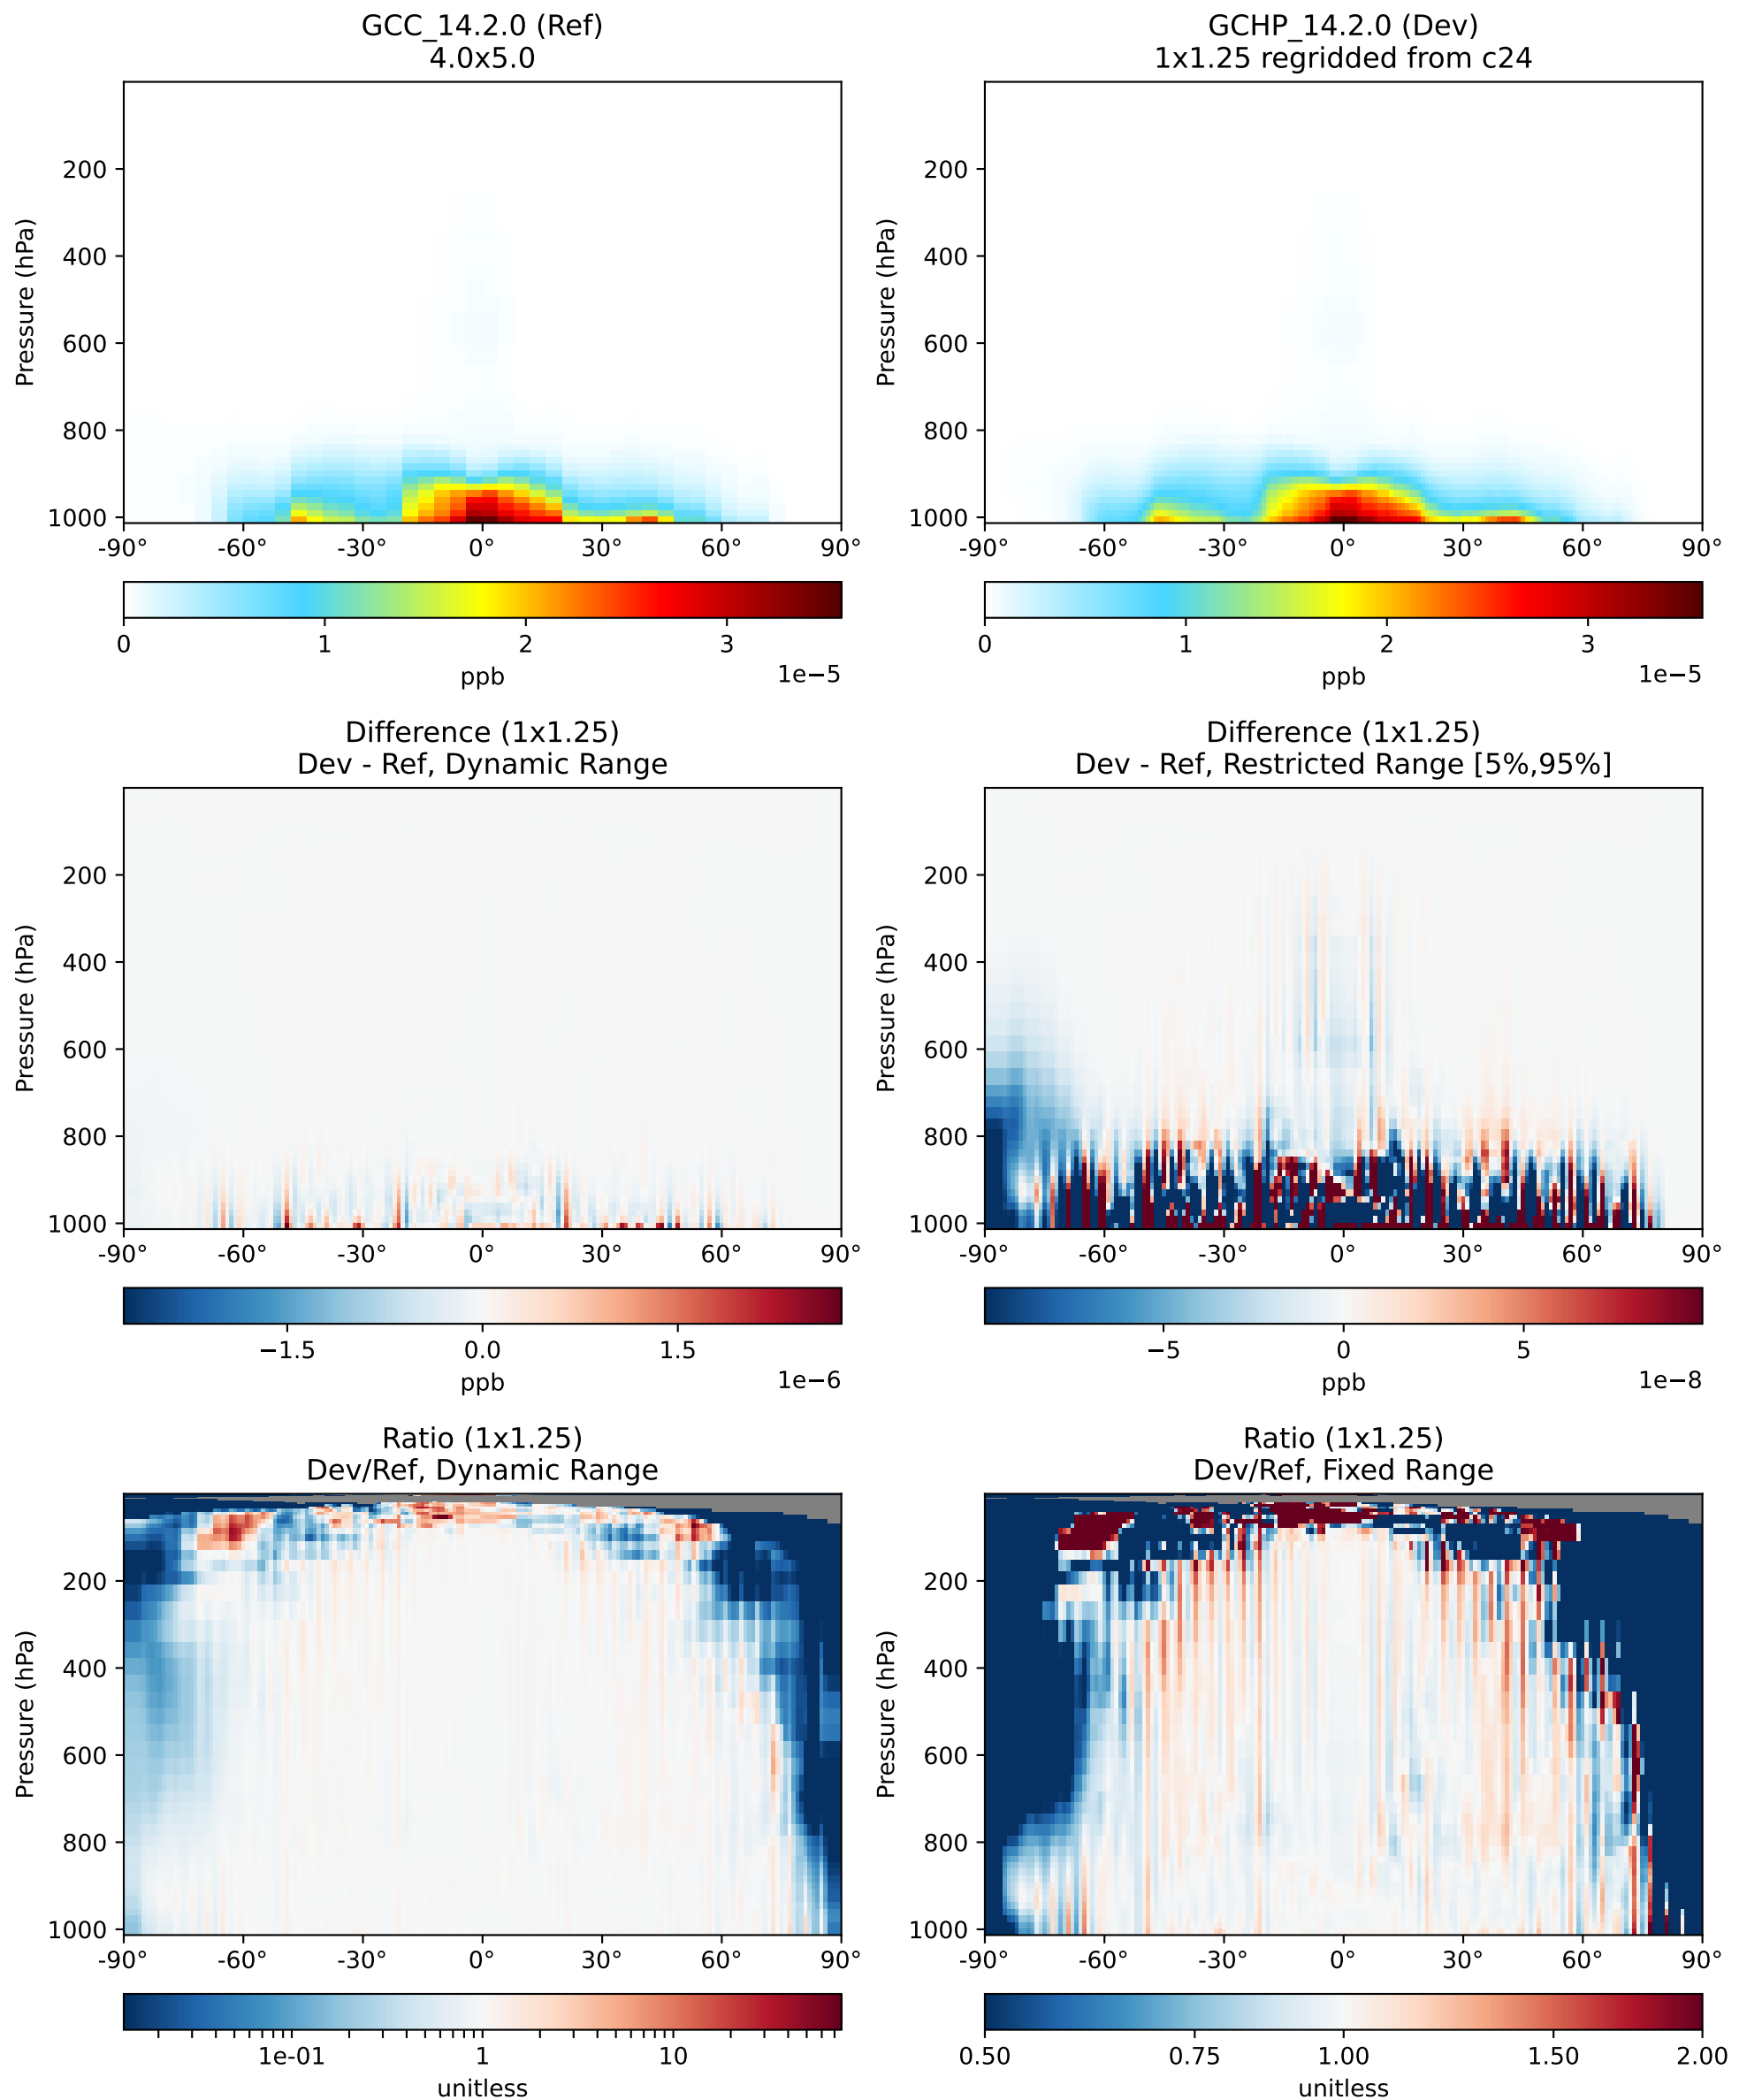 GCC_14.2.0 (Ref)
4.0x5.0
Pressure (hPa)
200
400
600
800
1000
-90° -60° -30° 0° 30° 60° 90°
0 1 2 3
1e−5
ppb
GCHP_14.2.0 (Dev)
1x1.25 regridded from c24
Pressure (hPa)
200
400
600
800
1000
-90° -60° -30° 0° 30° 60° 90°
0 1 2 3
1e−5
ppb
Difference (1x1.25)
Dev - Ref, Dynamic Range
Pressure (hPa)
200
400
600
800
1000
-90° -60° -30° 0° 30° 60° 90°
−1.5 0.0 1.5
1e−6
ppb
Difference (1x1.25)
Dev - Ref, Restricted Range [5%,95%]
Pressure (hPa)
200
400
600
800
1000
-90° -60° -30° 0° 30° 60° 90°
−5 0 5
1e−8
ppb
Ratio (1x1.25)
Dev/Ref, Dynamic Range
Pressure (hPa)
200
400
600
800
1000
-90° -60° -30° 0° 30° 60° 90°
1e-01 1 10
unitless
Ratio (1x1.25)
Dev/Ref, Fixed Range
Pressure (hPa)
200
400
600
800
1000
-90° -60° -30° 0° 30° 60° 90°
0.50 0.75 1.00 1.50 2.00
unitless